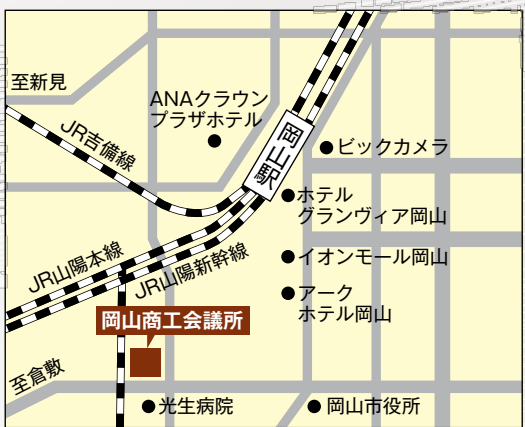 至新見
ANAクラウン
プラザホテル
JR吉備線
岡山駅
ビックカメラ
ホテル
グランヴィア岡山
JR山陽本線
JR山陽新幹線
イオンモール岡山
アーク
ホテル岡山
岡山商工会議所
至倉敷
光生病院
岡山市役所